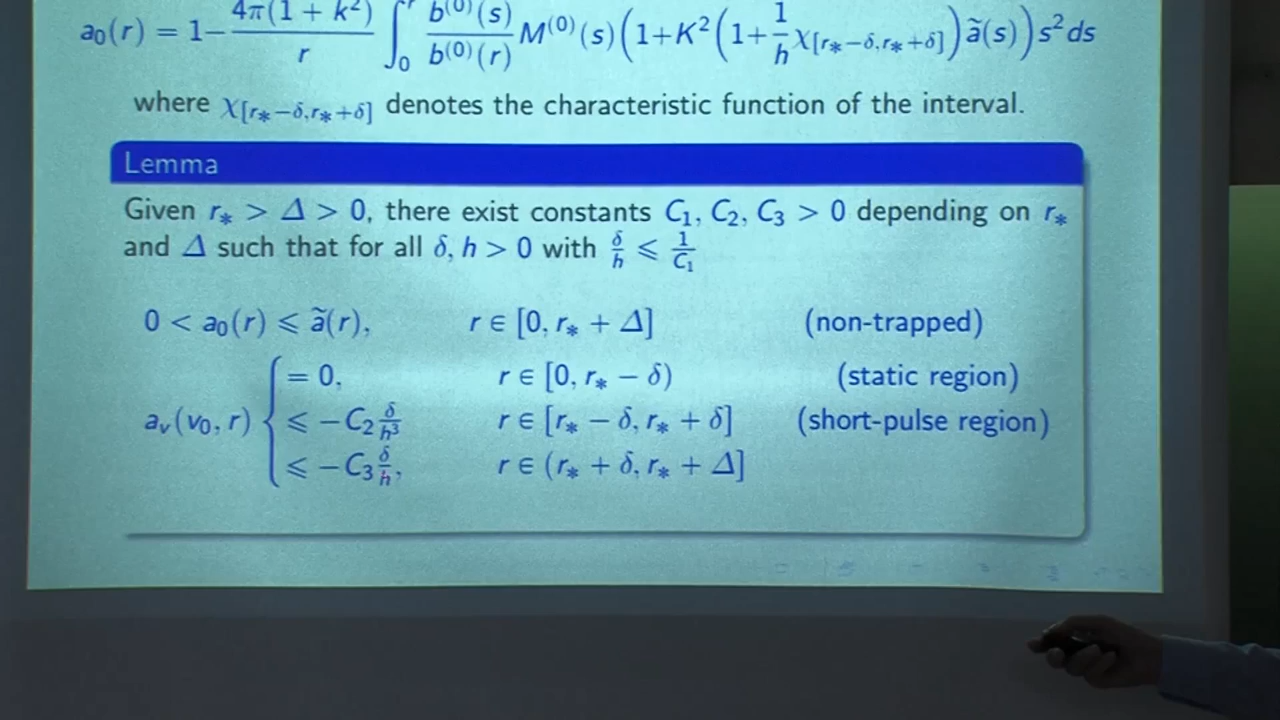 a₀(r) = 1− 4π(1 + k²)/r ∫₀ʳ b⁽⁰⁾(s)/b⁽⁰⁾(r) M⁽⁰⁾(s)(1+K²(1+1/h χ[r∗−δ,r∗+δ])ã(s))s²ds
where χ[r∗−δ,r∗+δ] denotes the characteristic function of the interval.
Lemma
Given r∗ > Δ > 0, there exist constants C₁, C₂, C₃ > 0 depending on r∗
and Δ such that for all δ, h > 0 with δ/h ⩽ 1/C₁
0 < a₀(r) ⩽ ã(r), r ∈ [0, r∗ + Δ] (non-trapped)
= 0, r ∈ [0, r∗ − δ) (static region)
aᵥ(v₀, r) { ⩽ −C₂ δ/h³ r ∈ [r∗ − δ, r∗ + δ] (short-pulse region)
⩽ −C₃ δ/h, r ∈ (r∗ + δ, r∗ + Δ]